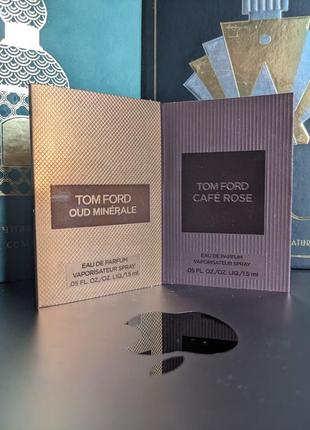 TOM FORD
OUD MINÉRALE
EAU DE PARFUM
VAPORISATEUR SPRAY
.05 FL. OZ./OZ. LIQ./1.5 ml
TOM FORD
CAFÉ ROSE
EAU DE PARFUM
VAPORISATEUR SPRAY
.05 FL. OZ./OZ. LIQ./1.5 ml